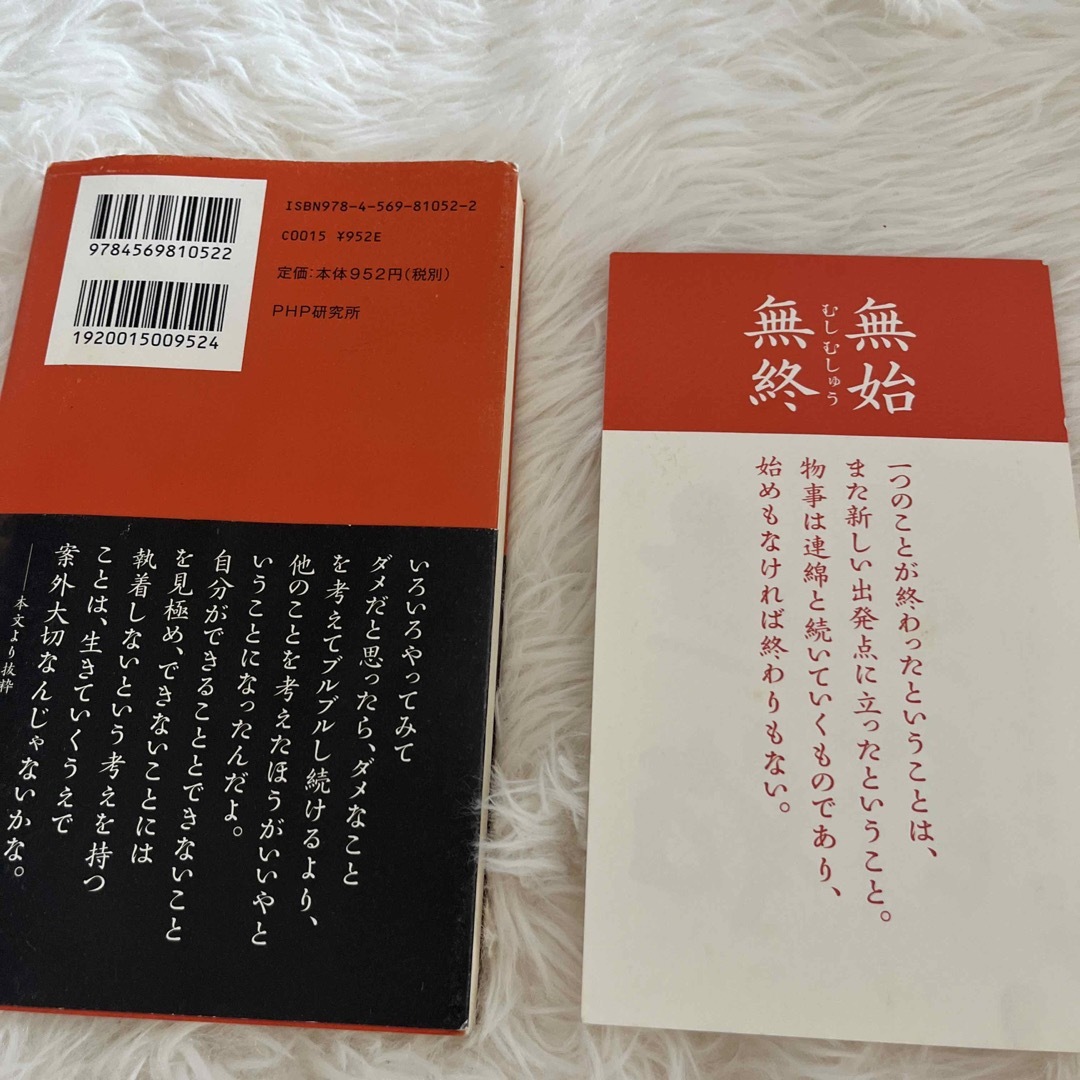 9784569810522
1920015009524
ISBN978-4-569-81052-2
C0015 ¥952E
定価:本体952円(税別)
PHP研究所
いろいろやってみて
ダメだと思ったら、ダメなこと
を考えてブルブルし続けるより、
他のことを考えたほうがいいやと
いうことになったんだよ。
自分ができることとできないこと
を見極め、できないことには
執着しないという考えを持つ
ことは、生きていくうえで
案外大切なんじゃないかな。
——本文より抜粋
無始
むし
無終
むしゅう
一つのことが終わったということは、
また新しい出発点に立ったということ。
物事は連綿と続いていくものであり、
始めもなければ終わりもない。